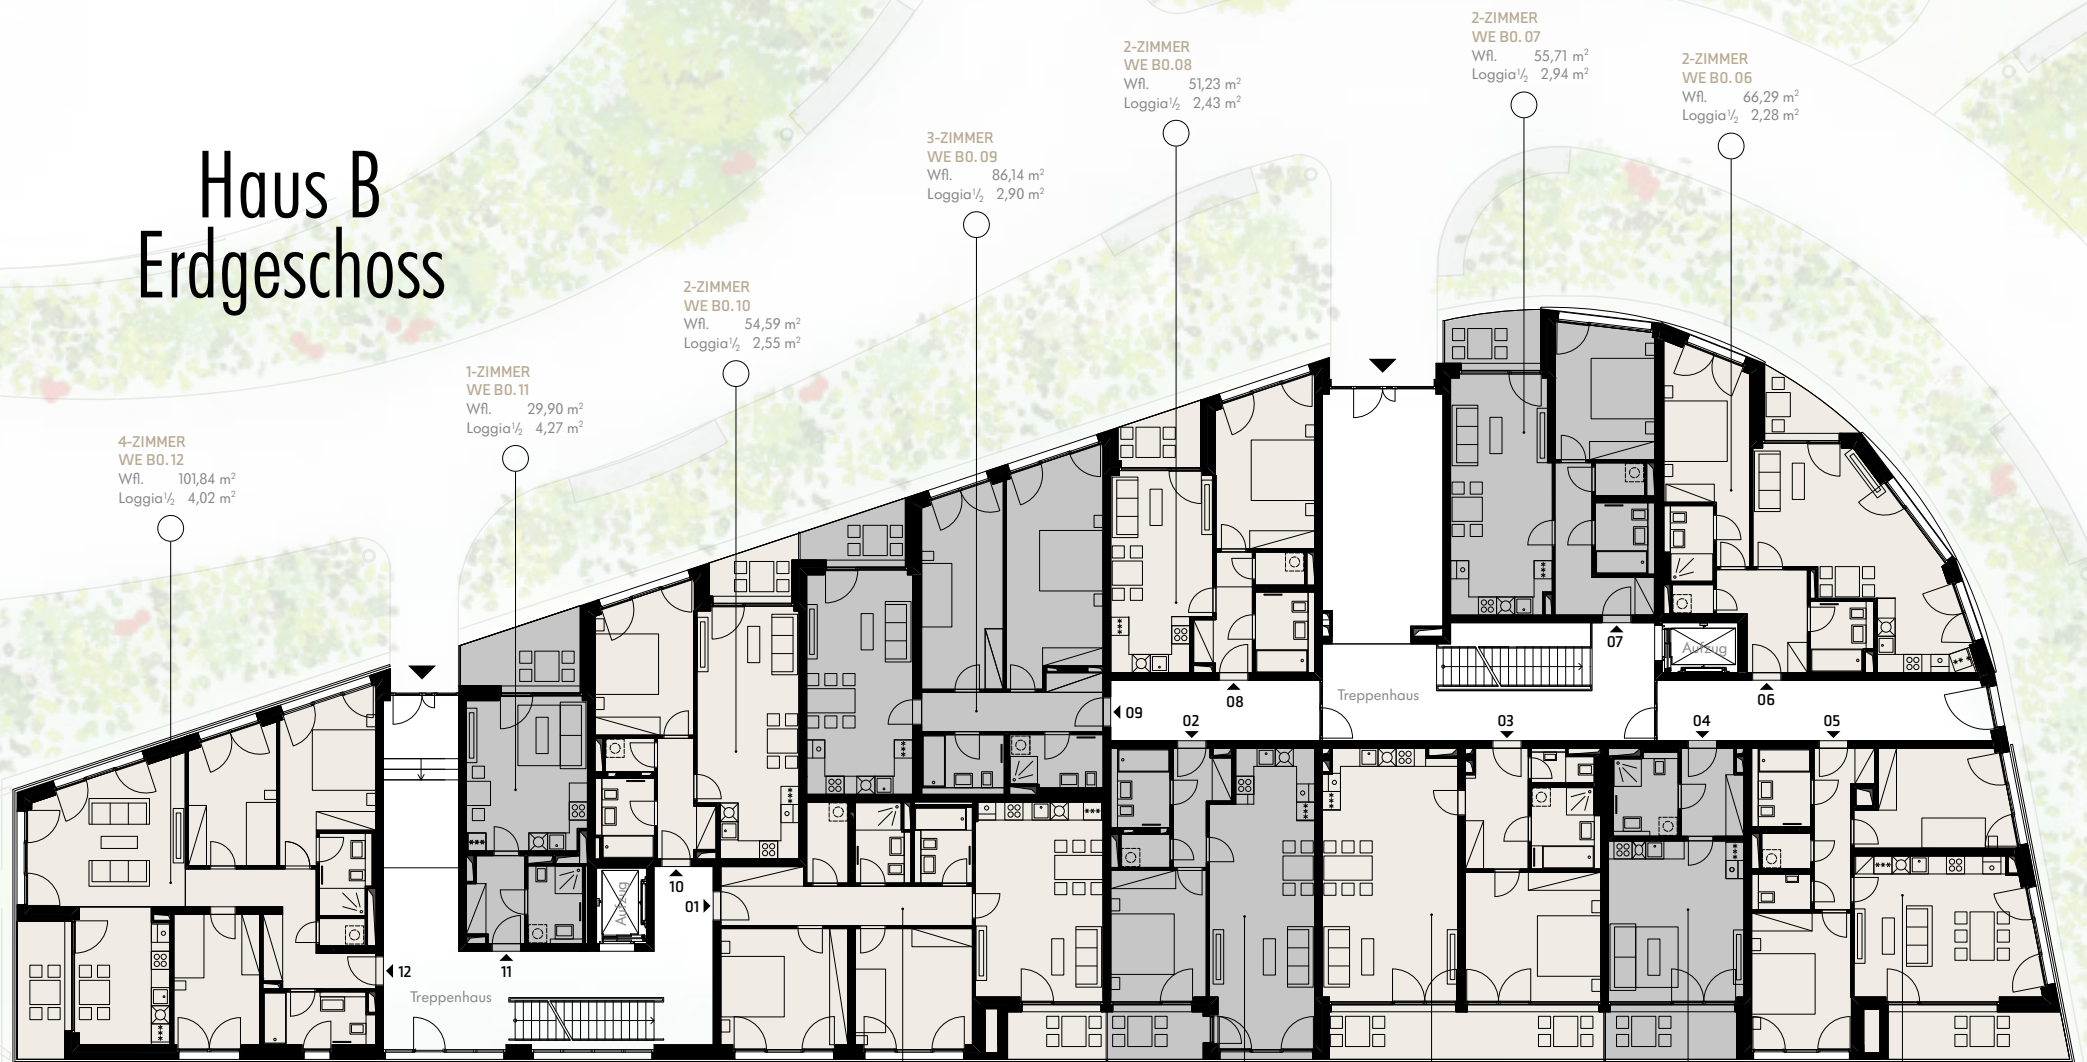 Haus B
Erdgeschoss
4-ZIMMER
WE B0.12
Wfl. 101,84 m²
Loggia½ 4,02 m²
1-ZIMMER
WE B0.11
Wfl. 29,90 m²
Loggia½ 4,27 m²
2-ZIMMER
WE B0.10
Wfl. 54,59 m²
Loggia½ 2,55 m²
3-ZIMMER
WE B0.09
Wfl. 86,14 m²
Loggia½ 2,90 m²
2-ZIMMER
WE B0.08
Wfl. 51,23 m²
Loggia½ 2,43 m²
2-ZIMMER
WE B0.07
Wfl. 55,71 m²
Loggia½ 2,94 m²
2-ZIMMER
WE B0.06
Wfl. 66,29 m²
Loggia½ 2,28 m²
07
Aufzug
Treppenhaus
08
06
09
02
03
04
05
Aufzug
10
01
12
11
Treppenhaus